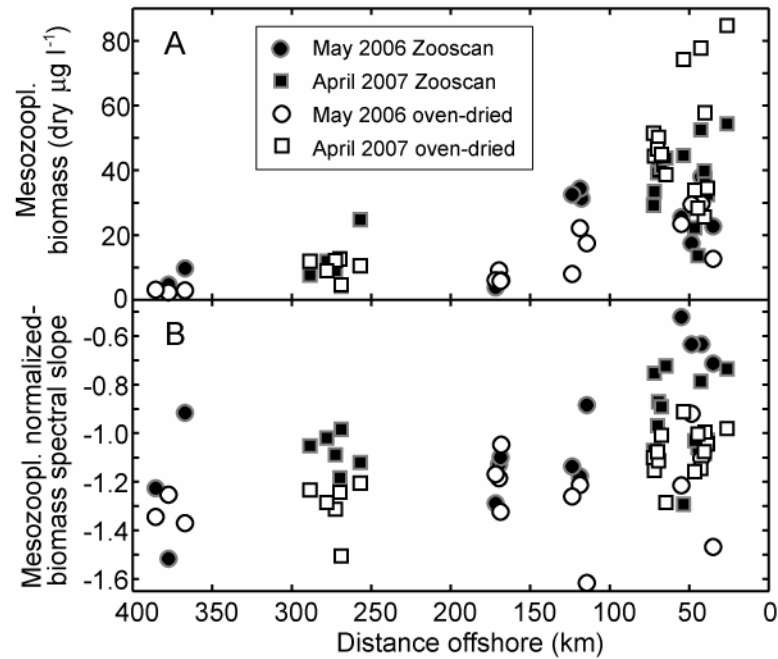 A
May 2006 Zooscan
April 2007 Zooscan
May 2006 oven-dried
April 2007 oven-dried
Mesozoopl.
biomass (dry μg l⁻¹)
80
60
40
20
0
B
Mesozoopl. normalized-
biomass spectral slope
-0.6
-0.8
-1.0
-1.2
-1.4
-1.6
400 350 300 250 200 150 100 50 0
Distance offshore (km)